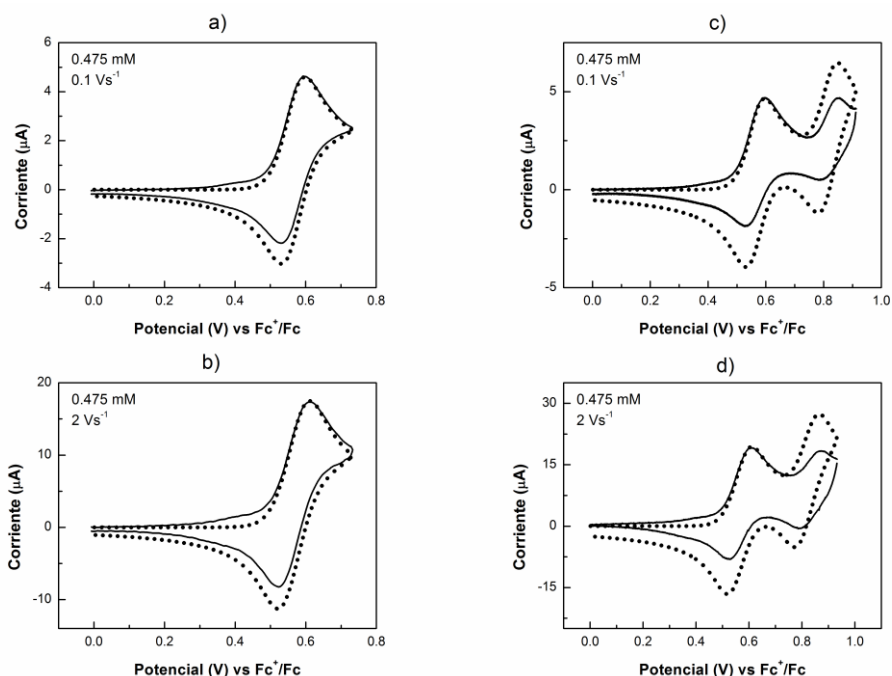 a)
0.475 mM
0.1 Vs⁻¹
6
4
2
0
-2
-4
0.0 0.2 0.4 0.6 0.8
Corriente (μA)
Potencial (V) vs Fc⁺/Fc
c)
0.475 mM
0.1 Vs⁻¹
5
0
-5
0.0 0.2 0.4 0.6 0.8 1.0
Corriente (μA)
Potencial (V) vs Fc⁺/Fc
b)
0.475 mM
2 Vs⁻¹
20
10
0
-10
0.0 0.2 0.4 0.6 0.8
Corriente (μA)
Potencial (V) vs Fc⁺/Fc
d)
0.475 mM
2 Vs⁻¹
30
15
0
-15
0.0 0.2 0.4 0.6 0.8 1.0
Corriente (μA)
Potencial (V) vs Fc⁺/Fc